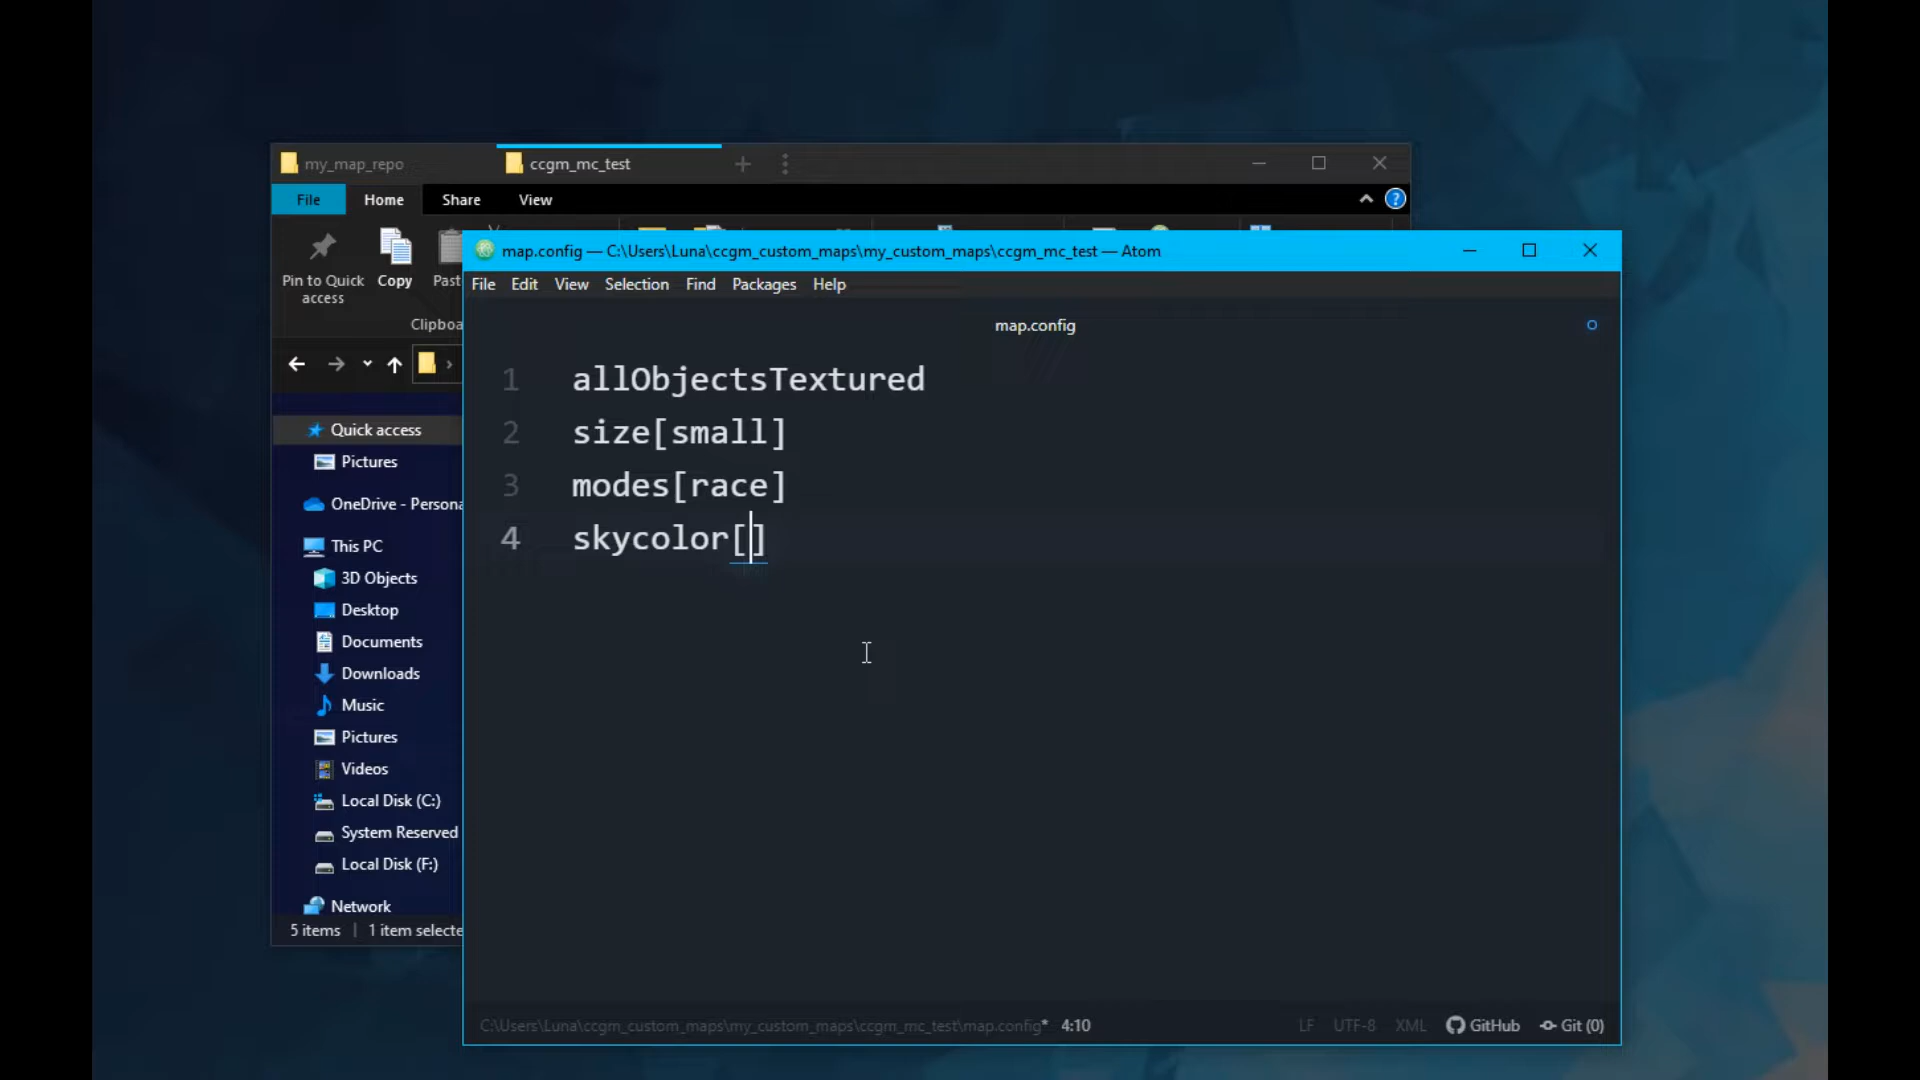 my_map_repo
ccgm_mc_test
File
Home
Share
View
Pin to Quick access
Copy
map.config — C:\Users\Luna\ccgm_custom_maps\my_custom_maps\ccgm_mc_test — Atom
File Edit View Selection Find Packages Help
map.config
1 allObjectsTextured
2 size[small]
3 modes[race]
4 skycolor[]
Quick access
Pictures
OneDrive - Persona
This PC
3D Objects
Desktop
Documents
Downloads
Music
Pictures
Videos
Local Disk (C:)
System Reserved
Local Disk (F:)
Network
5 items | 1 item selecte
C:\Users\Luna\ccgm_custom_maps\my_custom_maps\ccgm_mc_test\map.config* 4:10
LF UTF-8 XML GitHub Git (0)